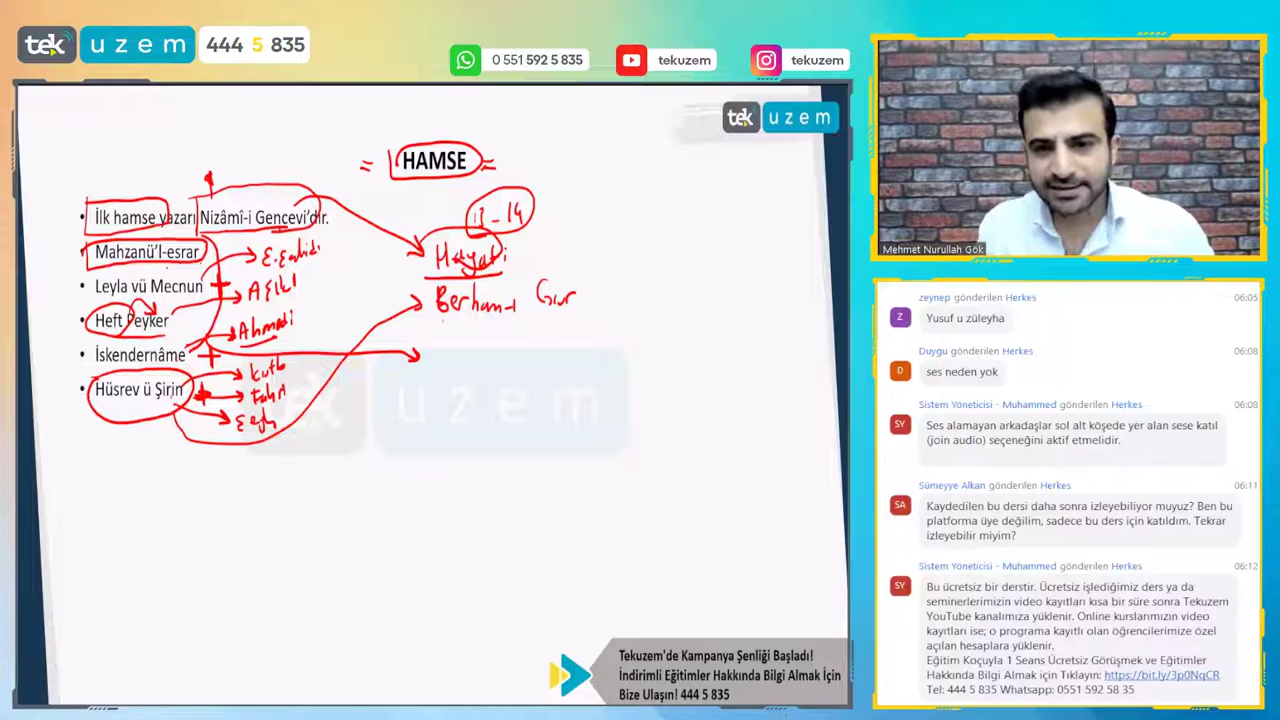 tek uzem 444 5 835
0 551 592 5 835 tekuzem tekuzem
tek uzem
= HAMSE =
• İlk hamse yazarı Nizâmî-i Gencevî'dir.
• Mahzanü'l-esrar
• Leyla vü Mecnun
• Heft Peyker
• İskendernâme
• Hüsrev ü Şirin
Ahmedi
Kutb
13-14
Hayati
uzem
Tekuzem'de Kampanya Şenliği Başladı!
İndirimli Eğitimler Hakkında Bilgi Almak İçin
Bize Ulaşın! 444 5 835
Mehmet Nurullah Gök
zeynep gönderilen Herkes 06:05
Z Yusuf u züleyha
Duygu gönderilen Herkes 06:08
D ses neden yok
Sistem Yöneticisi - Muhammed gönderilen Herkes 06:08
SY Ses alamayan arkadaşlar sol alt köşede yer alan sese katıl
(join audio) seçeneğini aktif etmelidir.
Sümeyye Alkan gönderilen Herkes 06:11
SA Kaydedilen bu dersi daha sonra izleyebiliyor muyuz? Ben bu
platforma üye değilim, sadece bu ders için katıldım. Tekrar
izleyebilir miyim?
Sistem Yöneticisi - Muhammed gönderilen Herkes 06:12
SY Bu ücretsiz bir derstir. Ücretsiz işlediğimiz ders ya da
seminerlerimizin video kayıtları kısa bir süre sonra Tekuzem
YouTube kanalımıza yüklenir. Online kurslarımızın video
kayıtları ise; o programa kayıtlı olan öğrencilerimize özel
açılan hesaplara yüklenir.
Eğitim Koçuyla 1 Seans Ücretsiz Görüşmek ve Eğitimler
Hakkında Bilgi Almak için Tıklayın: https://bit.ly/3p0NqCR
Tel: 444 5 835 Whatsapp: 0551 592 58 35